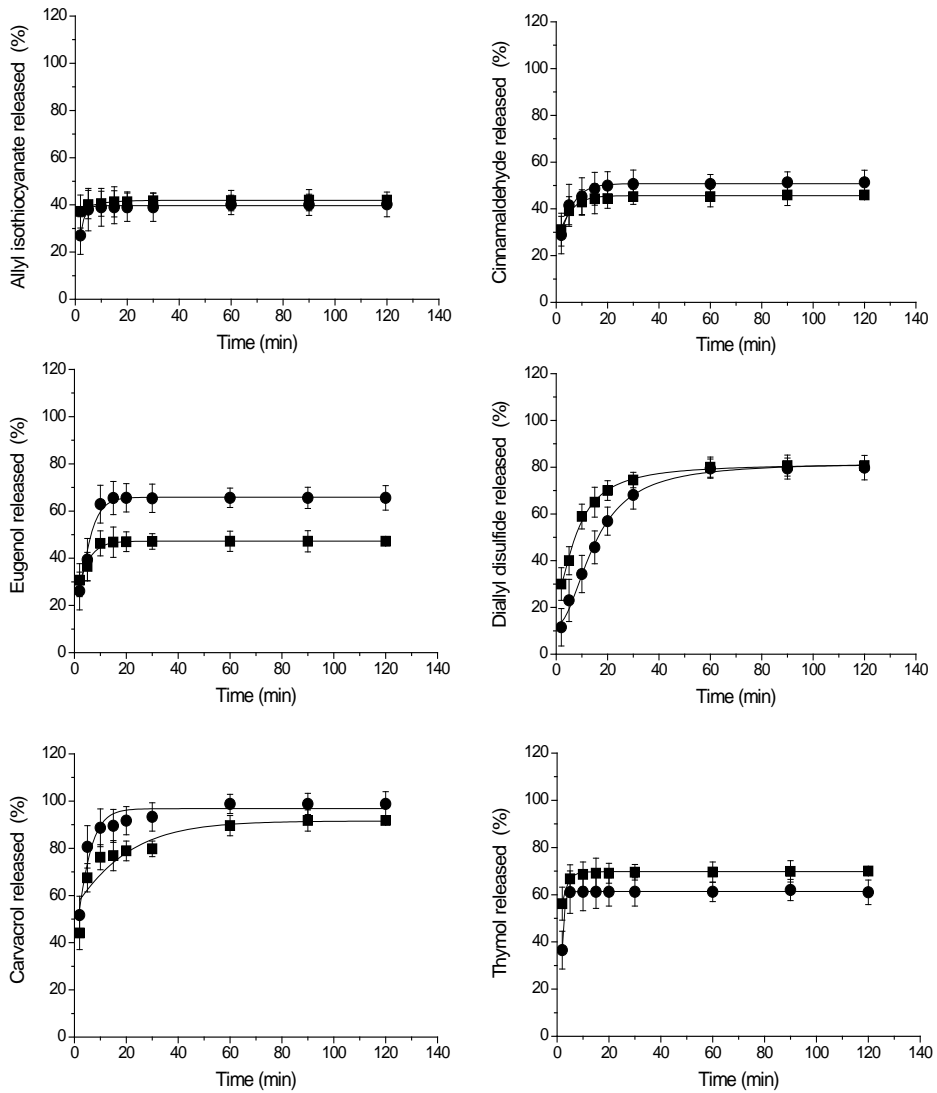 120
100
80
60
40
20
0
Allyl isothiocyanate released (%)
0 20 40 60 80 100 120 140
Time (min)
120
100
80
60
40
20
0
Cinnamaldehyde released (%)
0 20 40 60 80 100 120 140
Time (min)
120
100
80
60
40
20
0
Eugenol released (%)
0 20 40 60 80 100 120 140
Time (min)
120
100
80
60
40
20
0
Diallyl disulfide released (%)
0 20 40 60 80 100 120 140
Time (min)
120
100
80
60
40
20
0
Carvacrol released (%)
0 20 40 60 80 100 120 140
Time (min)
120
100
80
60
40
20
0
Thymol released (%)
0 20 40 60 80 100 120 140
Time (min)